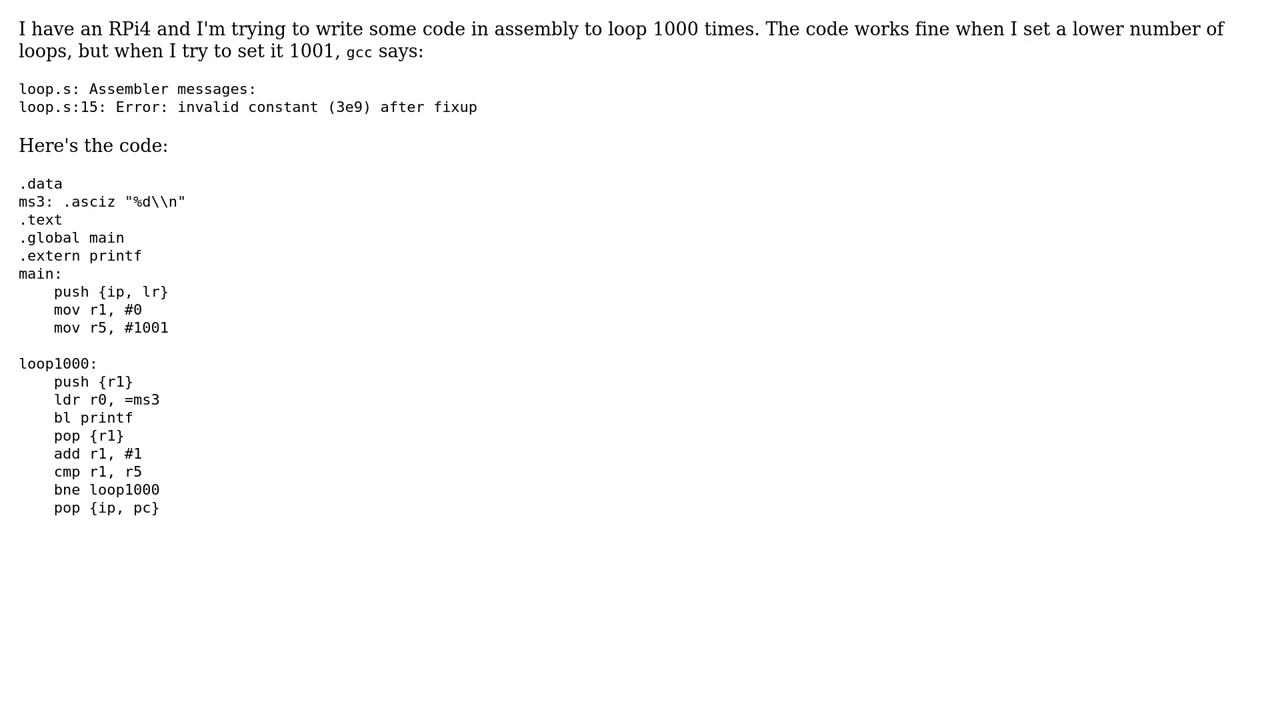 I have an RPi4 and I'm trying to write some code in assembly to loop 1000 times. The code works fine when I set a lower number of
loops, but when I try to set it 1001, gcc says:
loop.s: Assembler messages:
loop.s:15: Error: invalid constant (3e9) after fixup
Here's the code:
.data
ms3: .asciz "%d\\n"
.text
.global main
.extern printf
main:
    push {ip, lr}
    mov r1, #0
    mov r5, #1001
loop1000:
    push {r1}
    ldr r0, =ms3
    bl printf
    pop {r1}
    add r1, #1
    cmp r1, r5
    bne loop1000
    pop {ip, pc}